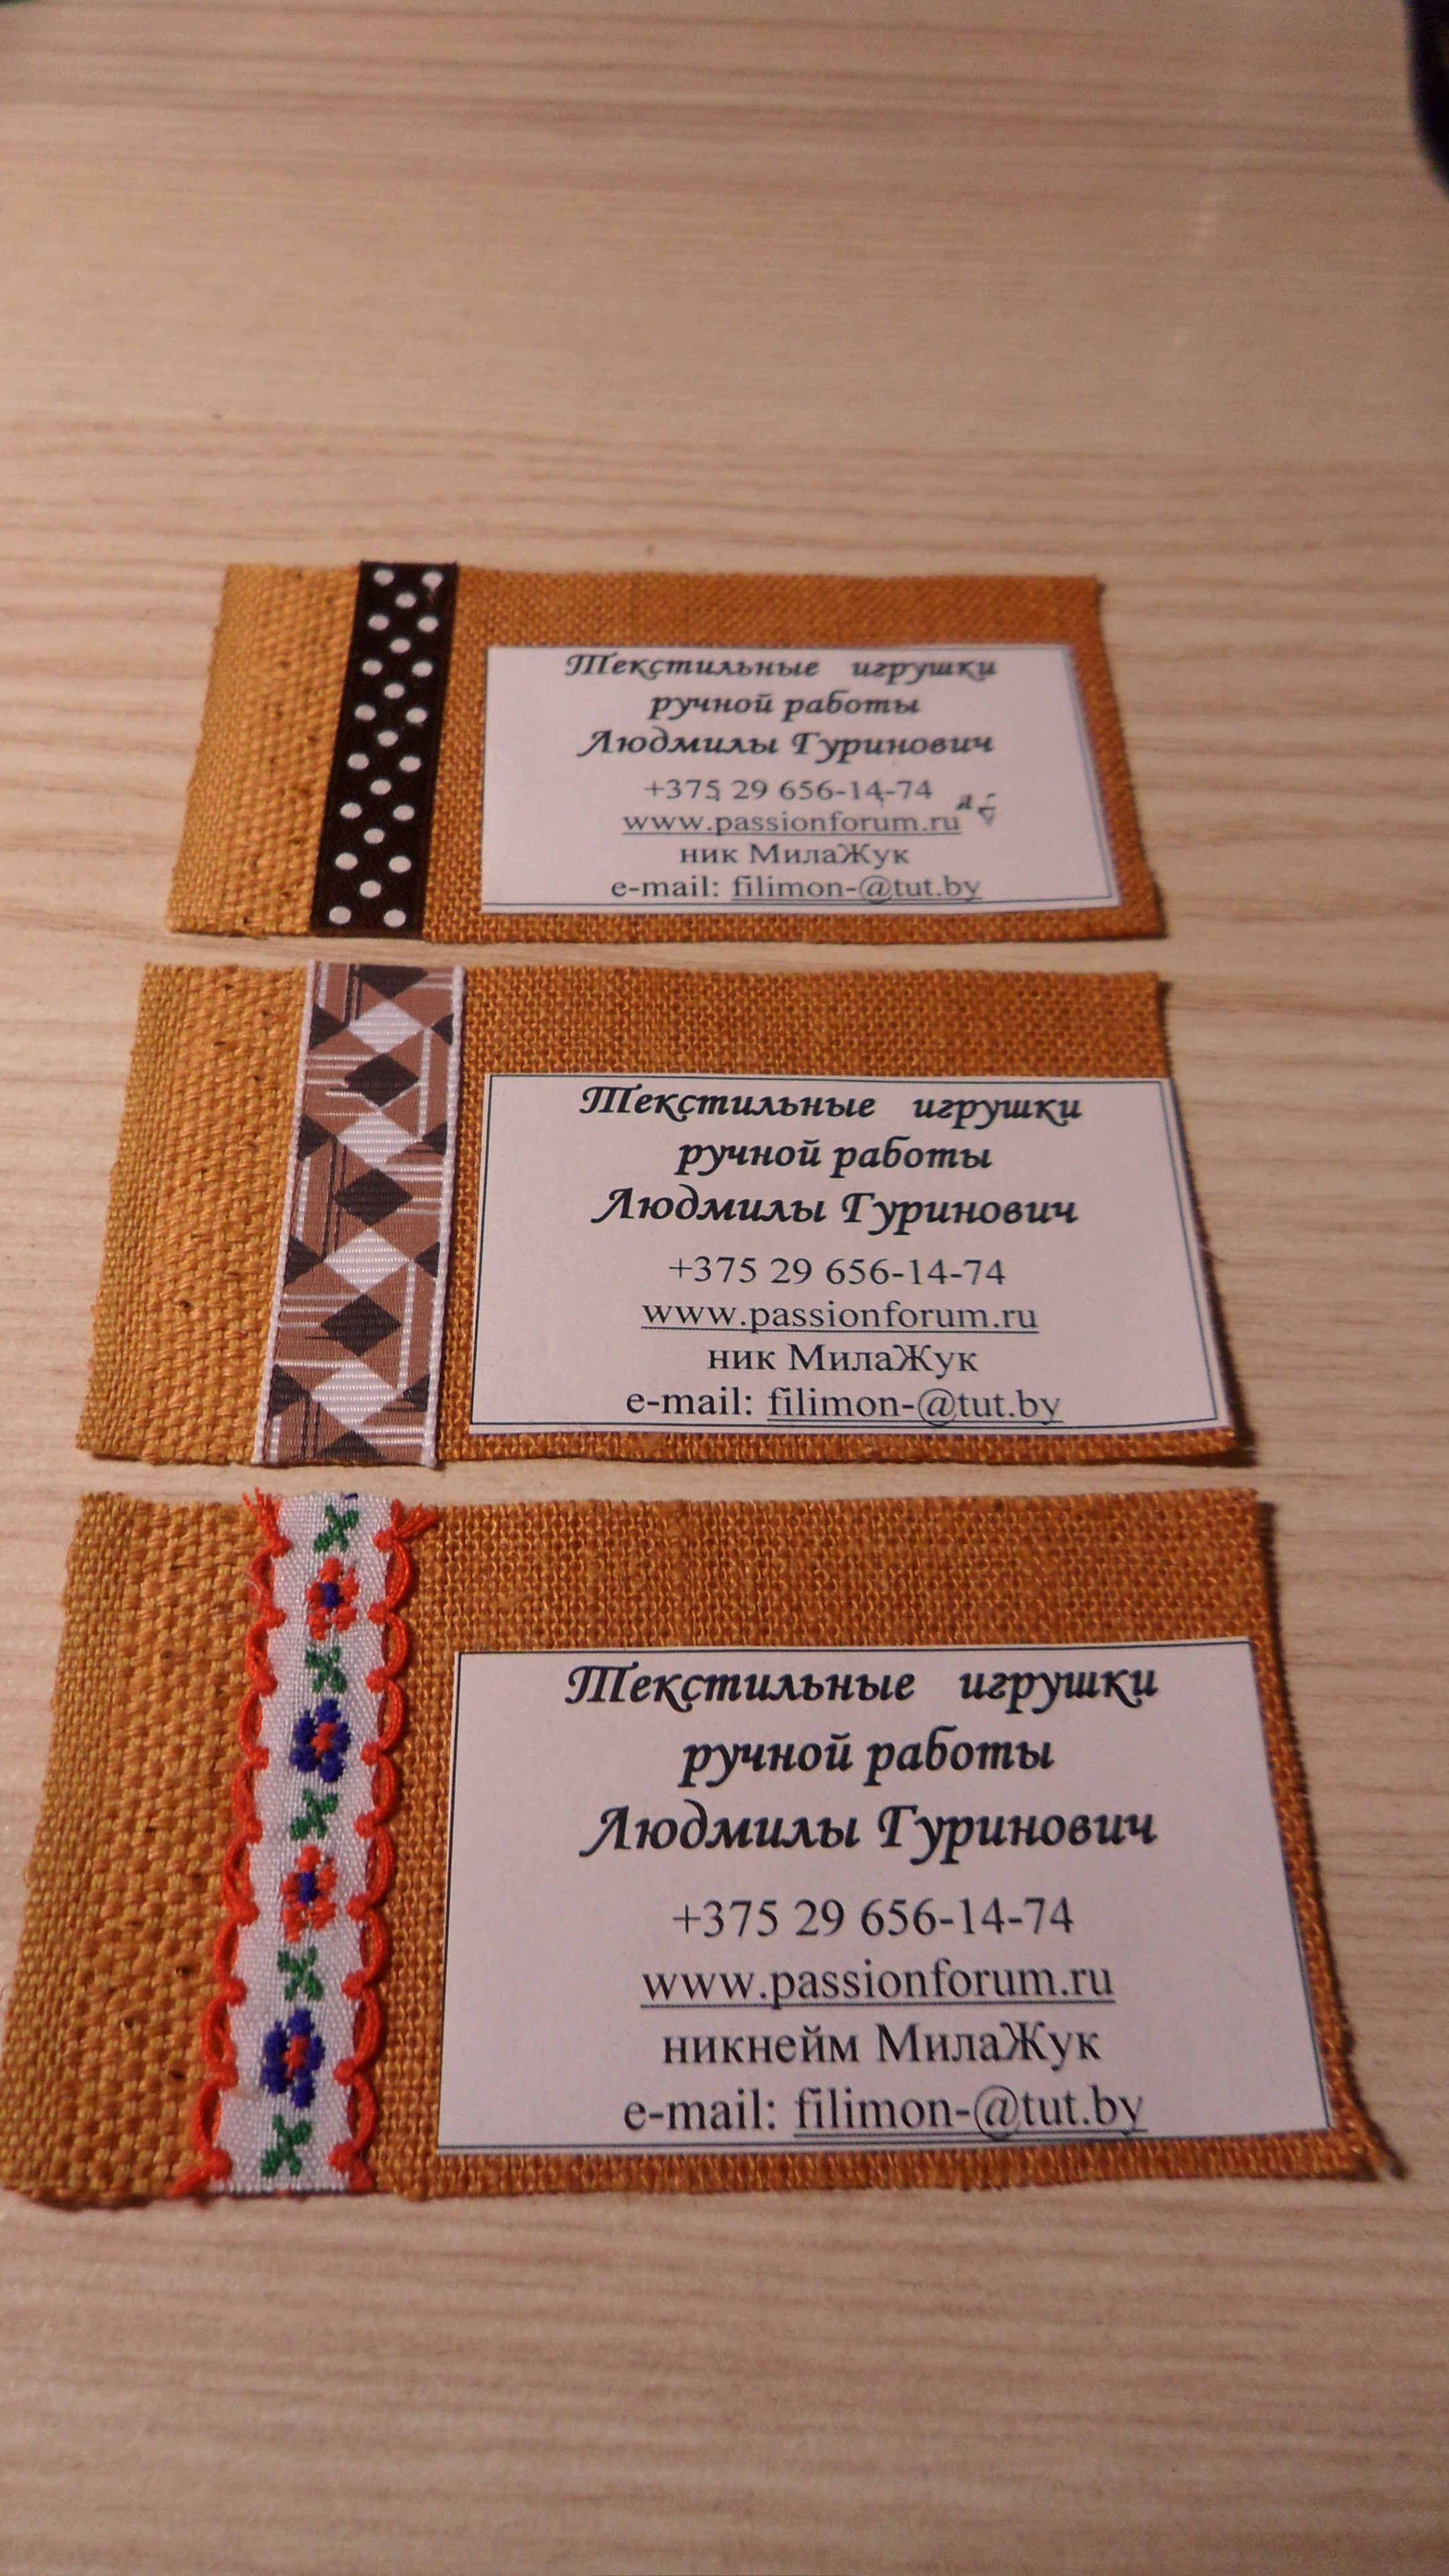 Текстильные игрушки
ручной работы
Людмилы Гуринович
+375 29 656-14-74
www.passionforum.ru
ник МилаЖук
e-mail: filimon-@tut.by
Текстильные игрушки
ручной работы
Людмилы Гуринович
+375 29 656-14-74
www.passionforum.ru
ник МилаЖук
e-mail: filimon-@tut.by
Текстильные игрушки
ручной работы
Людмилы Гуринович
+375 29 656-14-74
www.passionforum.ru
никнейм МилаЖук
e-mail: filimon-@tut.by